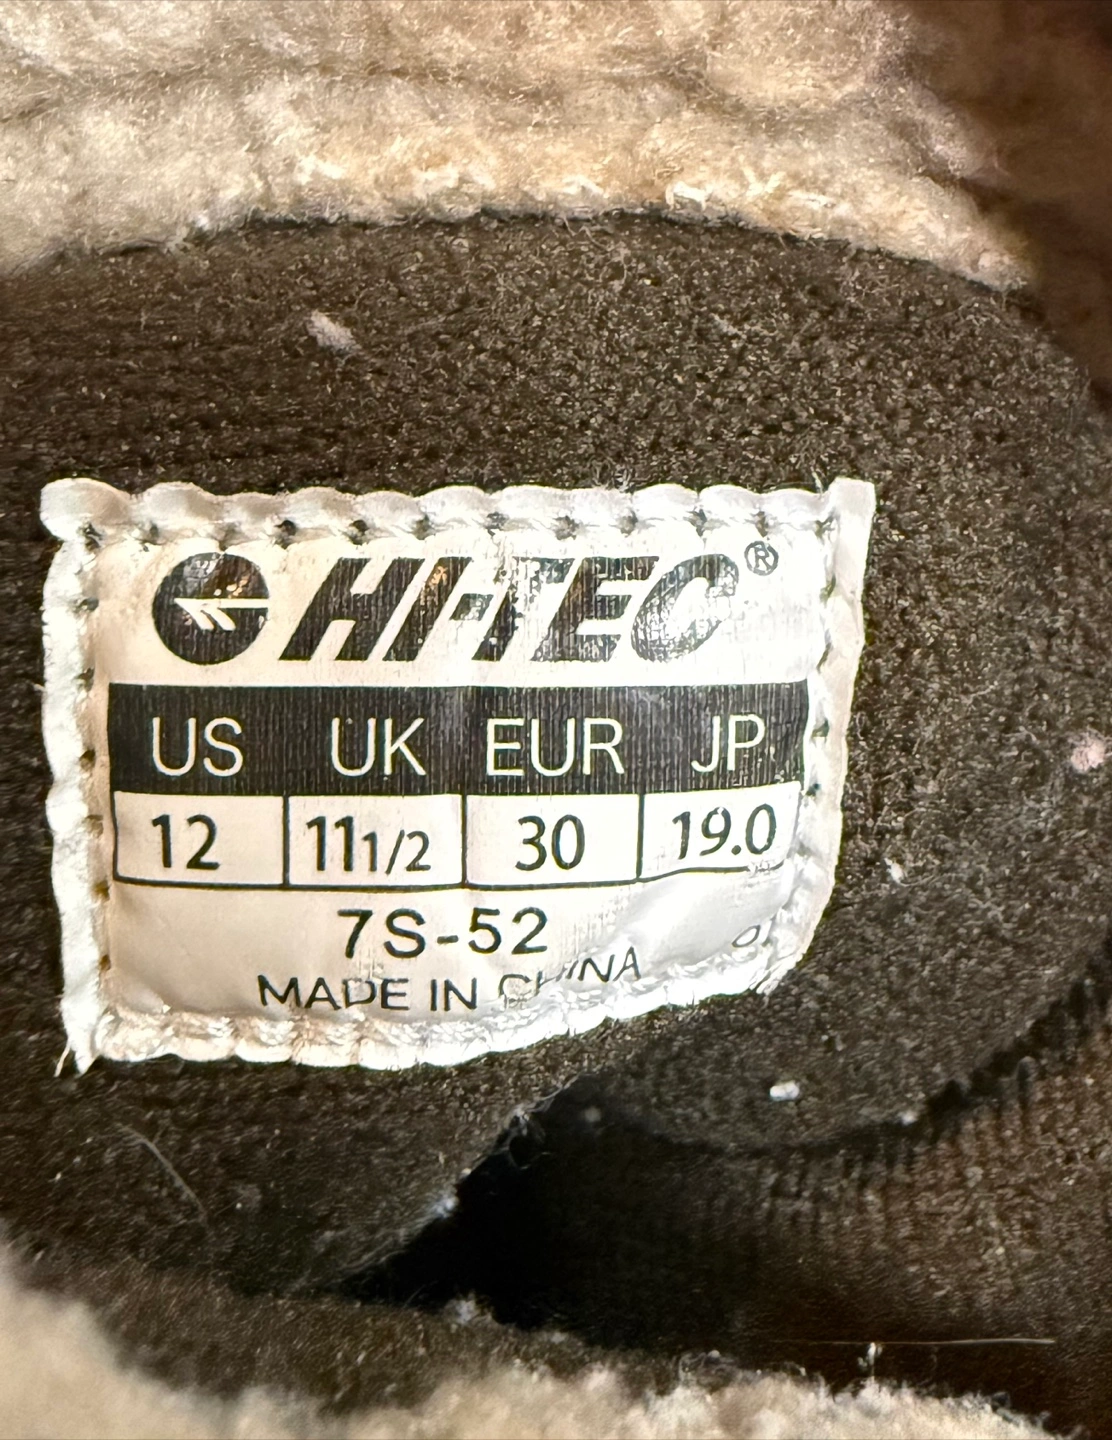 HI-TEC®
US UK EUR JP
12 11 1/2 30 19.0
7S-52
MADE IN CHINA